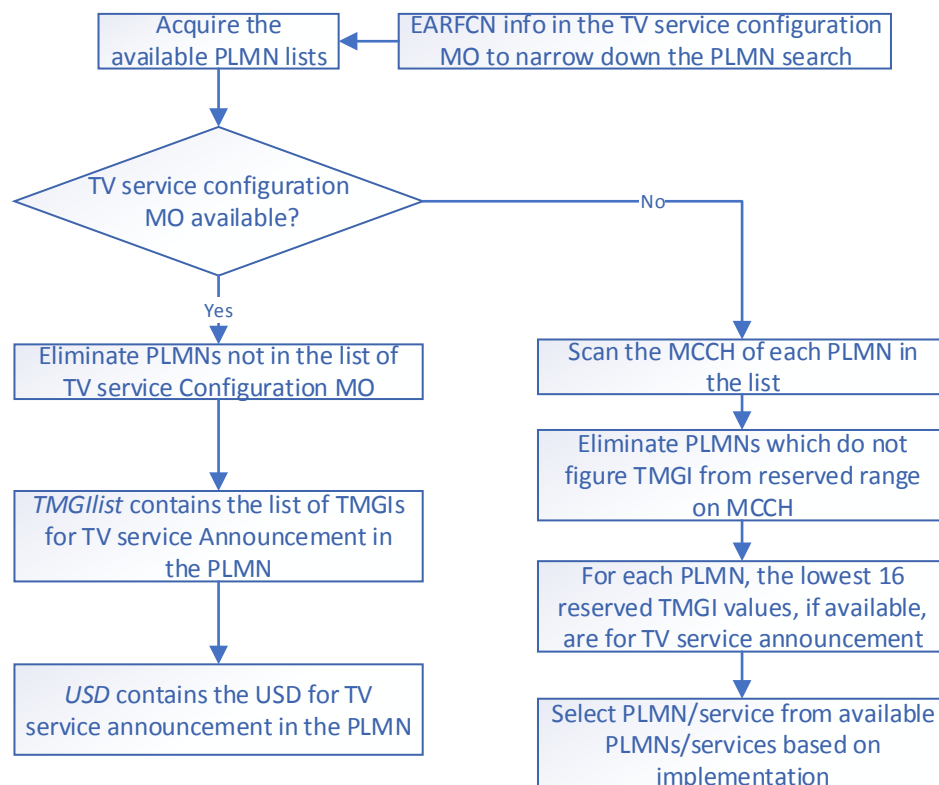 Acquire the
available PLMN lists
EARFCN info in the TV service configuration
MO to narrow down the PLMN search
TV service configuration
MO available?
No
Yes
Eliminate PLMNs not in the list of
TV service Configuration MO
Scan the MCCH of each PLMN in
the list
Eliminate PLMNs which do not
figure TMGI from reserved range
on MCCH
TMGIlist contains the list of TMGIs
for TV service Announcement in
the PLMN
For each PLMN, the lowest 16
reserved TMGI values, if available,
are for TV service announcement
USD contains the USD for TV
service announcement in the PLMN
Select PLMN/service from available
PLMNs/services based on
implementation